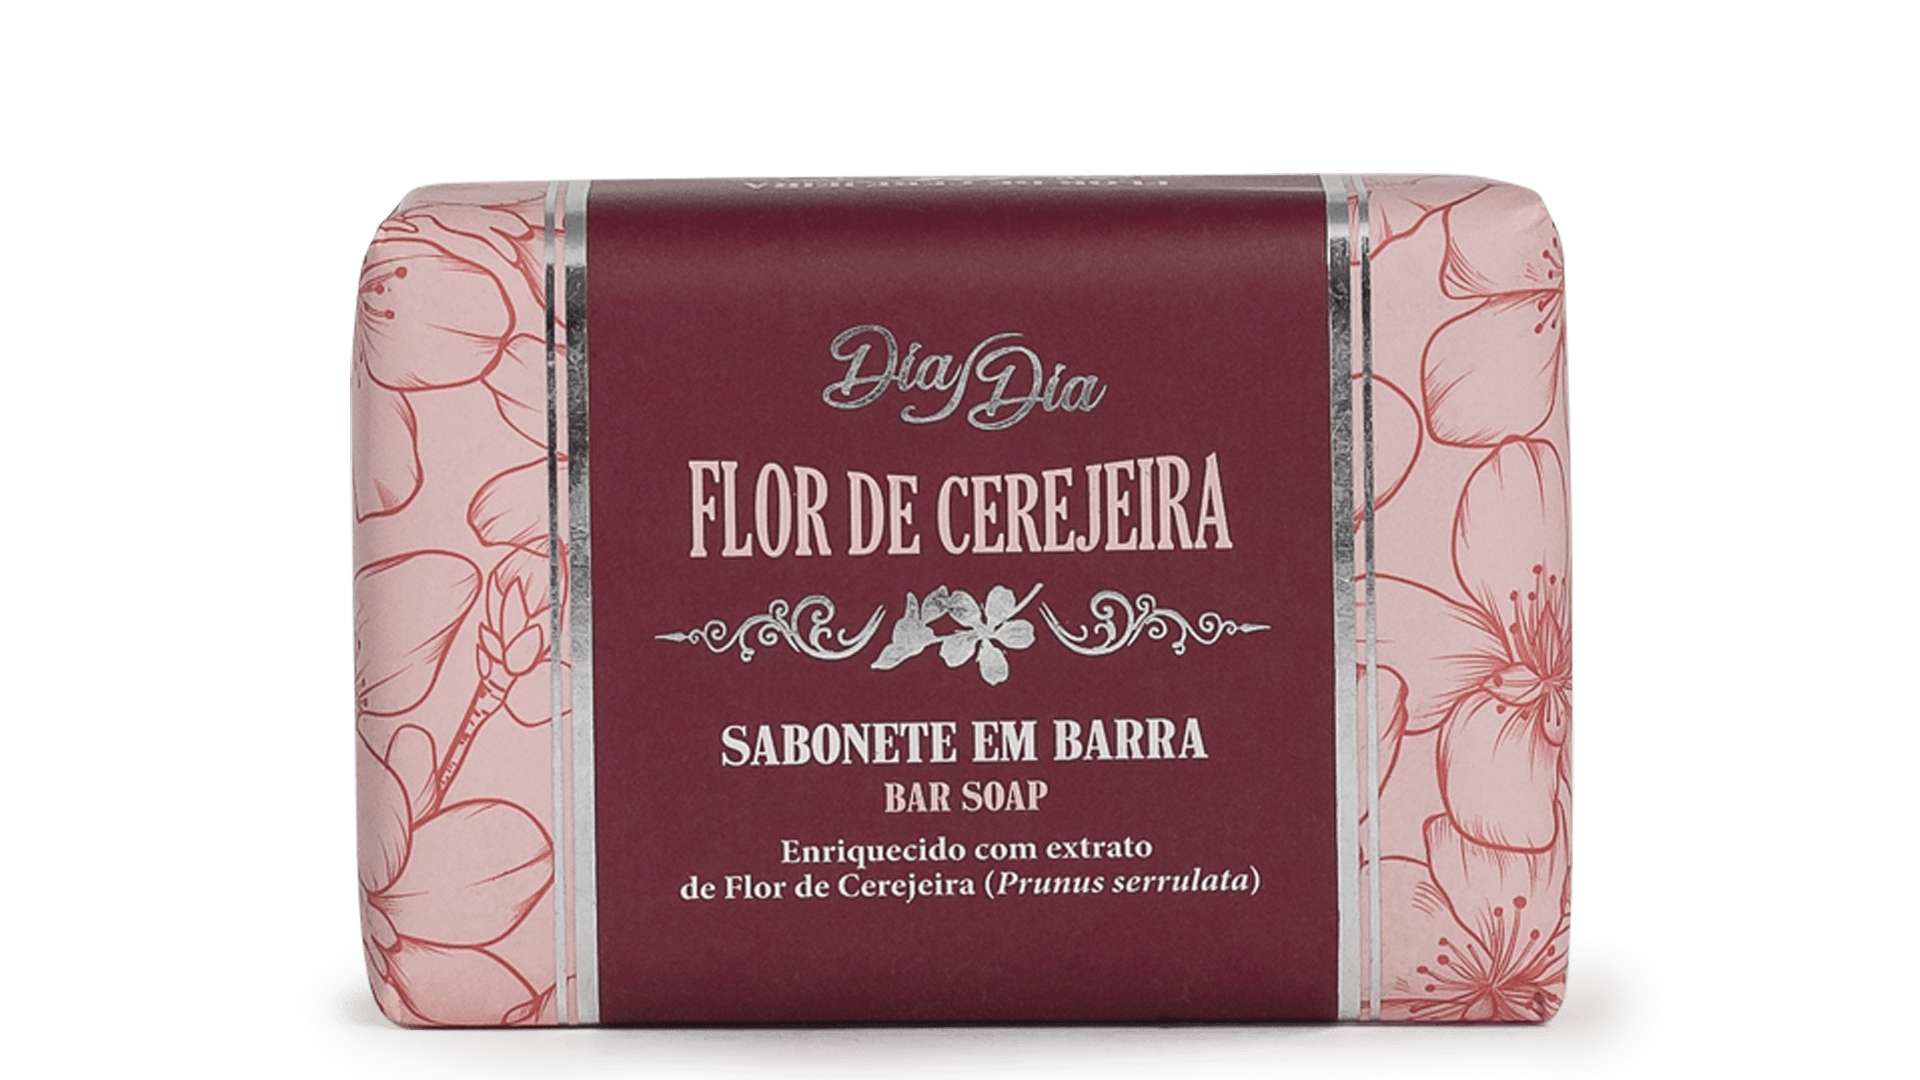 Dia Dia
FLOR DE CEREJEIRA
SABONETE EM BARRA
BAR SOAP
Enriquecido com extrato
de Flor de Cerejeira (Prunus serrulata)